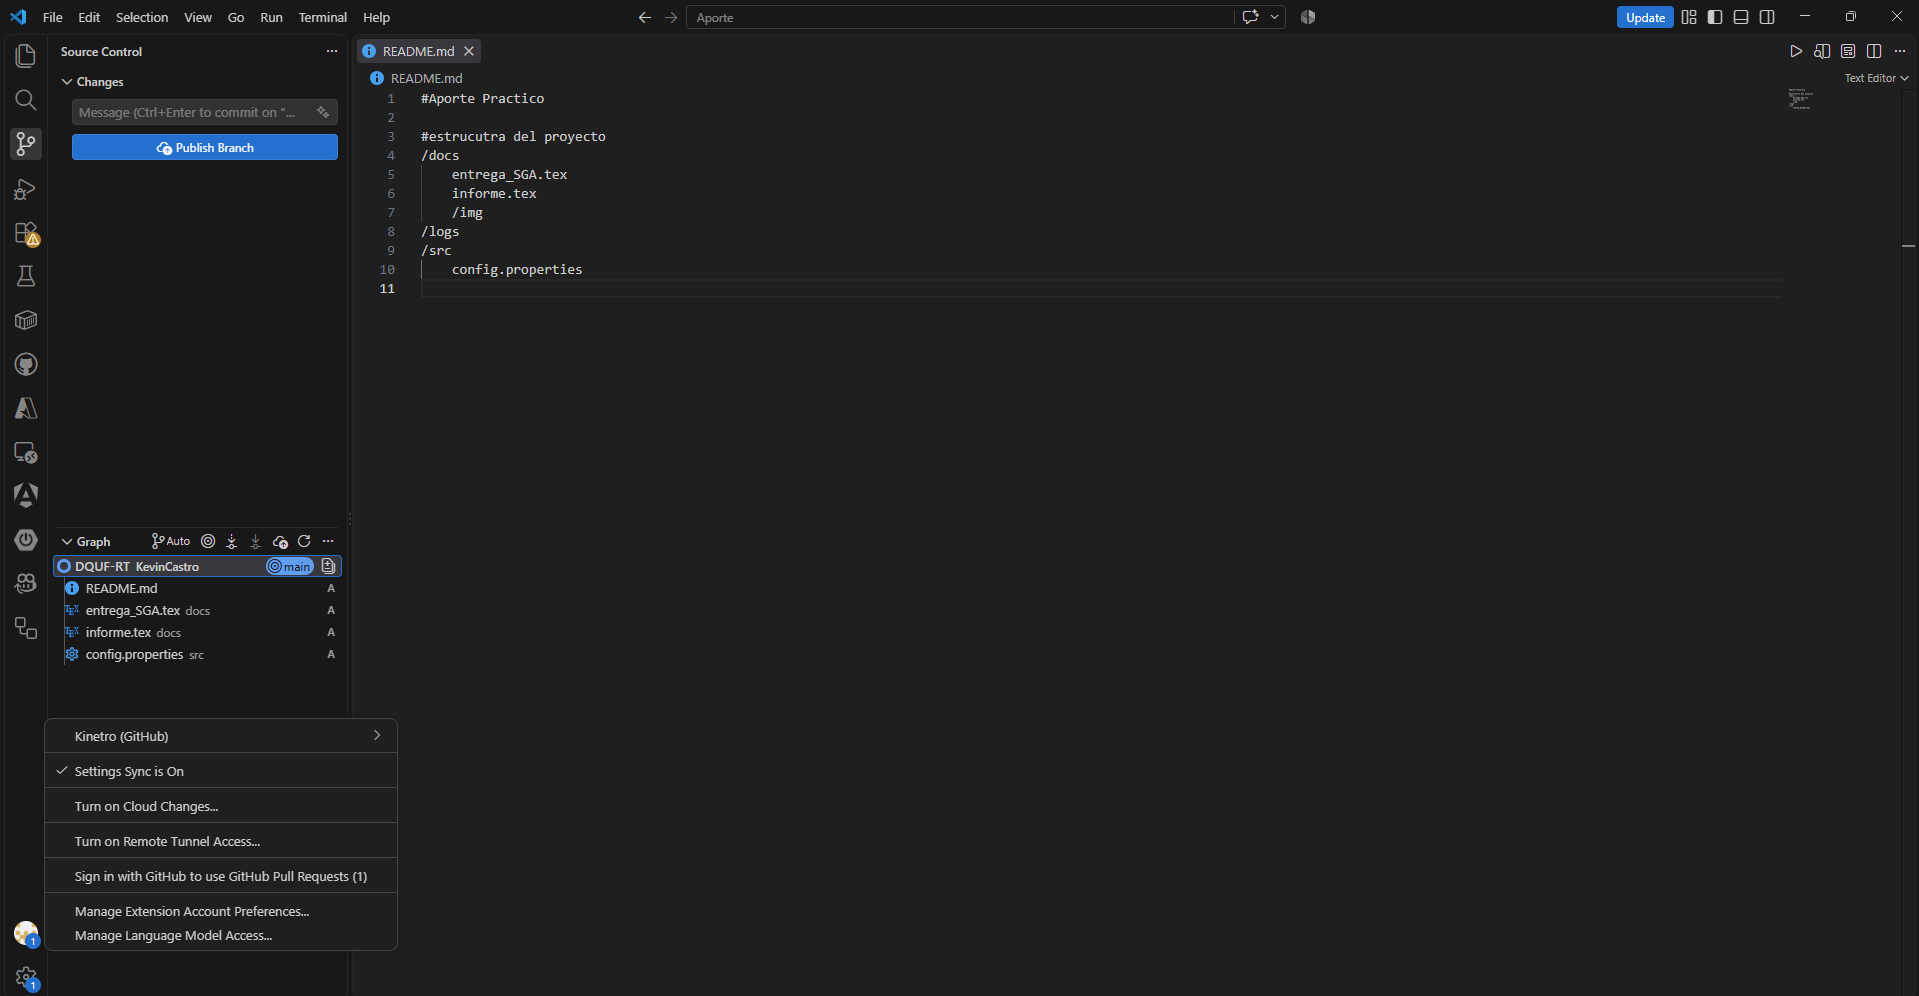 File Edit Selection View Go Run Terminal Help
Aporte
Update
Source Control
Changes
Message (Ctrl+Enter to commit on "...
Publish Branch
README.md
README.md
Text Editor
1 #Aporte Practico
2
3 #estrucutra del proyecto
4 /docs
5 entrega_SGA.tex
6 informe.tex
7 /img
8 /logs
9 /src
10 config.properties
11
Graph
Auto
DQUF-RT KevinCastro main
README.md A
TEX entrega_SGA.tex docs A
TEX informe.tex docs A
config.properties src A
Kinetro (GitHub)
Settings Sync is On
Turn on Cloud Changes...
Turn on Remote Tunnel Access...
Sign in with GitHub to use GitHub Pull Requests (1)
Manage Extension Account Preferences...
Manage Language Model Access...
1
1